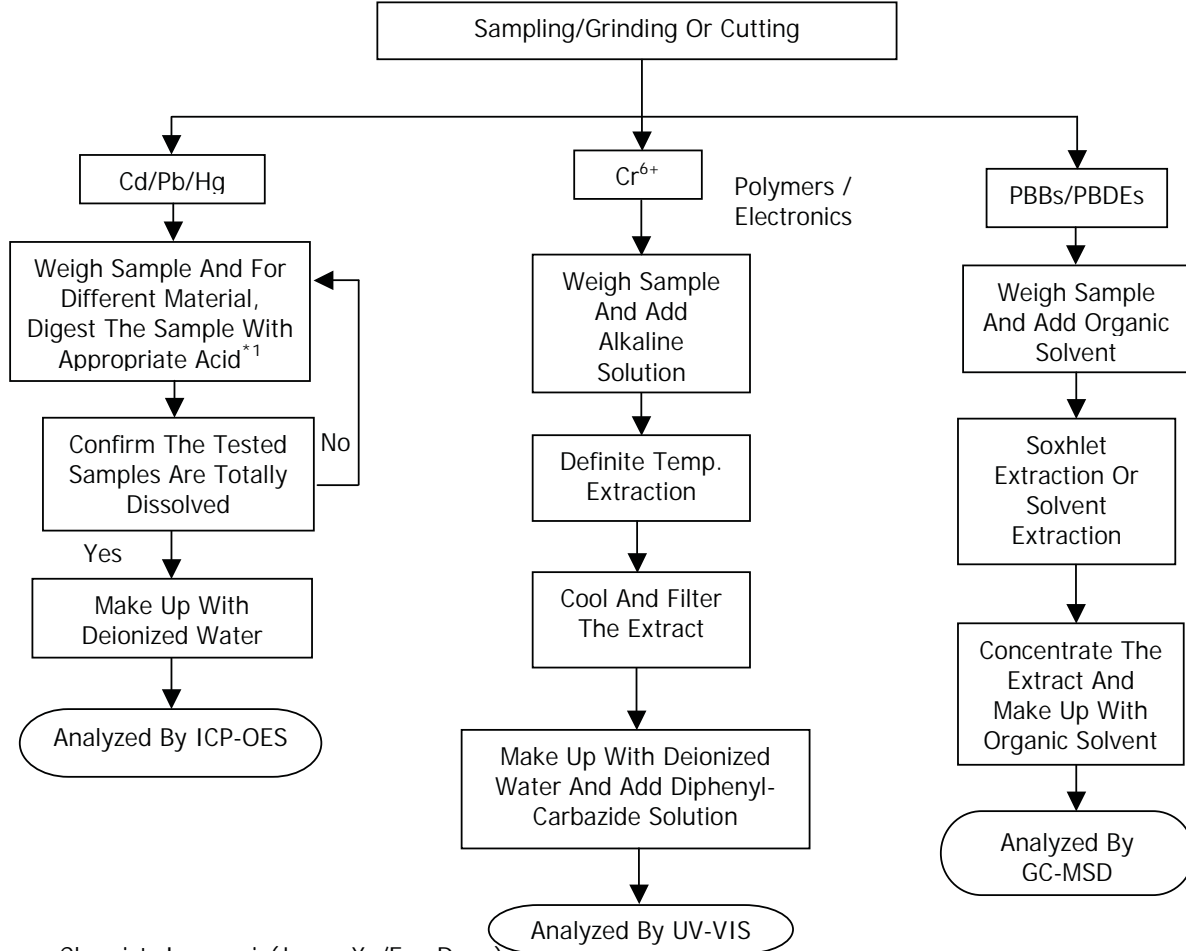 Sampling/Grinding Or Cutting
Cd/Pb/Hg
Weigh Sample And For
Different Material,
Digest The Sample With
Appropriate Acid*1
Confirm The Tested
Samples Are Totally
Dissolved
No
Yes
Make Up With
Deionized Water
Analyzed By ICP-OES
Cr6+
Polymers /
Electronics
Weigh Sample
And Add
Alkaline
Solution
Definite Temp.
Extraction
Cool And Filter
The Extract
Make Up With Deionized
Water And Add Diphenyl-
Carbazide Solution
Analyzed By UV-VIS
PBBs/PBDEs
Weigh Sample
And Add Organic
Solvent
Soxhlet
Extraction Or
Solvent
Extraction
Concentrate The
Extract And
Make Up With
Organic Solvent
Analyzed By
GC-MSD